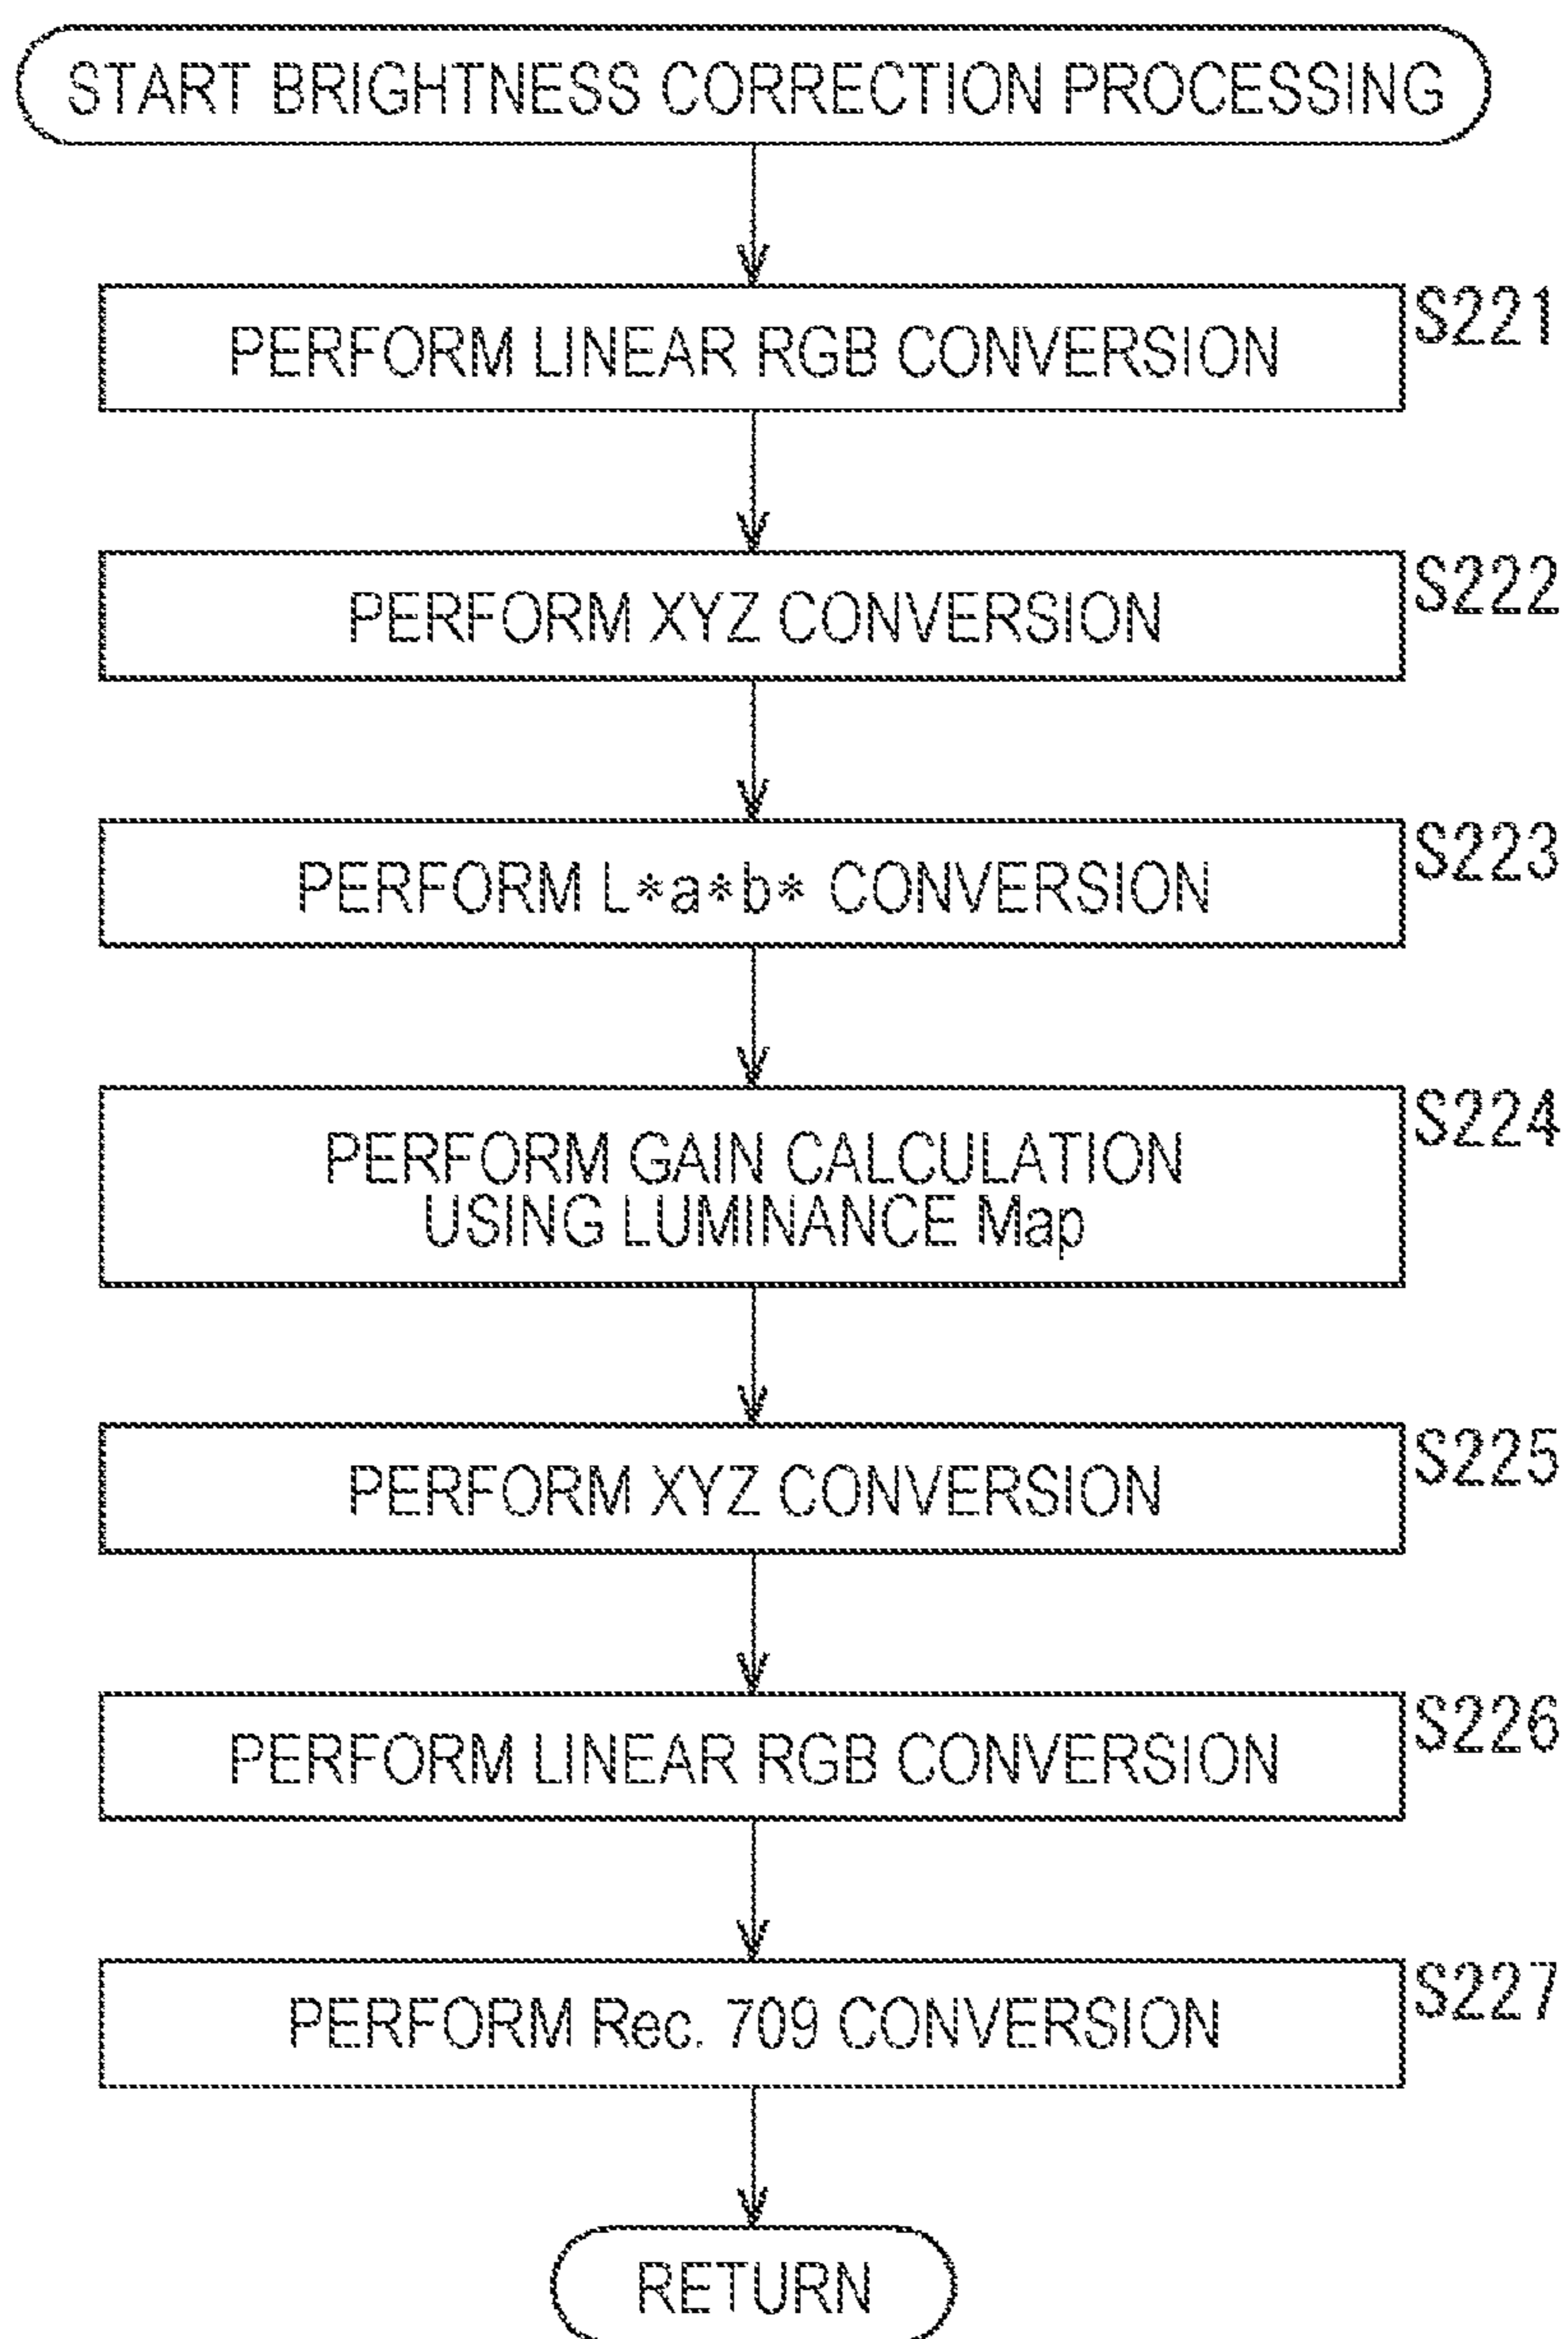 START BRIGHTNESS CORRECTION PROCESSING
PERFORM LINEAR RGB CONVERSION
S221
PERFORM XYZ CONVERSION
S222
PERFORM L*a*b* CONVERSION
S223
PERFORM GAIN CALCULATION
USING LUMINANCE Map
S224
PERFORM XYZ CONVERSION
S225
PERFORM LINEAR RGB CONVERSION
S226
PERFORM Rec. 709 CONVERSION
S227
RETURN